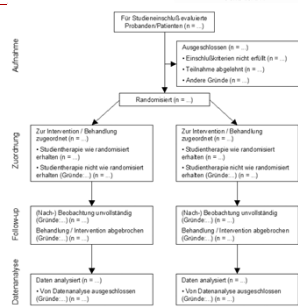 Für Studieneinschluß evaluierte
Probanden/Patienten (n = ...)
Aufnahme
Ausgeschlossen (n = ...)
• Einschlußkriterien nicht erfüllt (n = ...)
• Teilnahme abgelehnt (n = ...)
• Andere Gründe (n = ...)
Randomisiert (n = ...)
Zuordnung
Zur Intervention / Behandlung
zugeordnet (n = ...)
• Studientherapie wie randomisiert
erhalten (n = ...)
• Studientherapie nicht wie randomisiert
erhalten (Gründe:...) (n = ...)
Zur Intervention / Behandlung
zugeordnet (n = ...)
• Studientherapie wie randomisiert
erhalten (n = ...)
• Studientherapie nicht wie randomisiert
erhalten (Gründe:...) (n = ...)
Follow-up
(Nach-) Beobachtung unvollständig
(Gründe:...) (n = ...)
Behandlung / Intervention abgebrochen
(Gründe:...) (n = ...)
(Nach-) Beobachtung unvollständig
(Gründe:...) (n = ...)
Behandlung / Intervention abgebrochen
(Gründe:...) (n = ...)
Datenanalyse
Daten analysiert (n = ...)
• Von Datenanalyse ausgeschlossen
(Gründe:...) (n = ...)
Daten analysiert (n = ...)
• Von Datenanalyse ausgeschlossen
(Gründe:...) (n = ...)